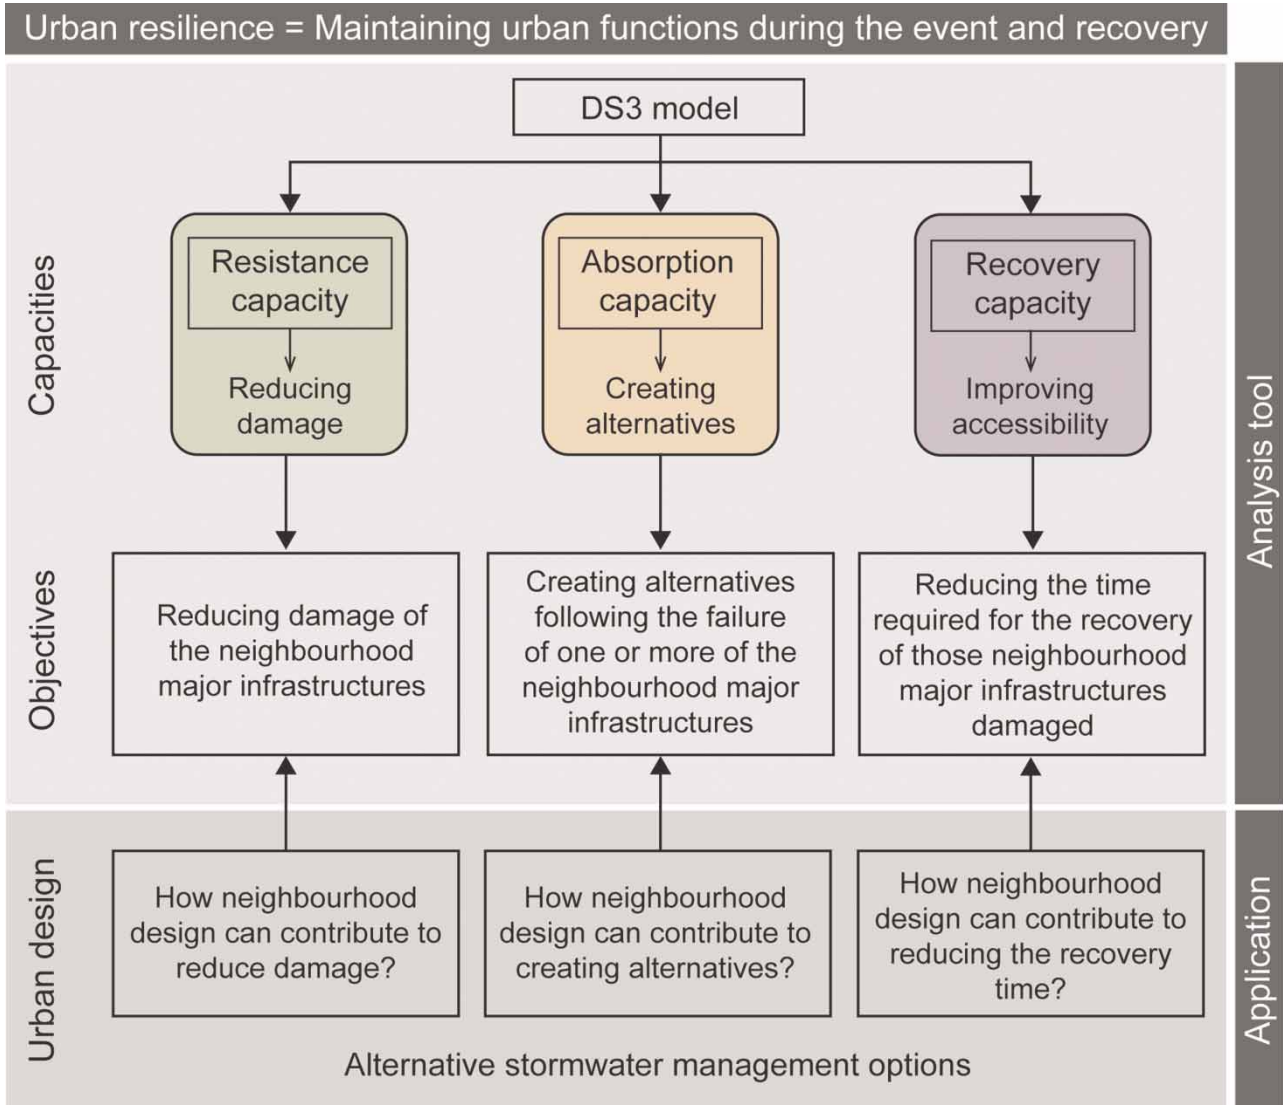 Urban resilience = Maintaining urban functions during the event and recovery
DS3 model
Capacities
Resistance
capacity
Reducing
damage
Absorption
capacity
Creating
alternatives
Recovery
capacity
Improving
accessibility
Analysis tool
Objectives
Reducing damage of
the neighbourhood
major infrastructures
Creating alternatives
following the failure
of one or more of the
neighbourhood major
infrastructures
Reducing the time
required for the recovery
of those neighbourhood
major infrastructures
damaged
Urban design
How neighbourhood
design can contribute to
reduce damage?
How neighbourhood
design can contribute to
creating alternatives?
How neighbourhood
design can contribute to
reducing the recovery
time?
Application
Alternative stormwater management options